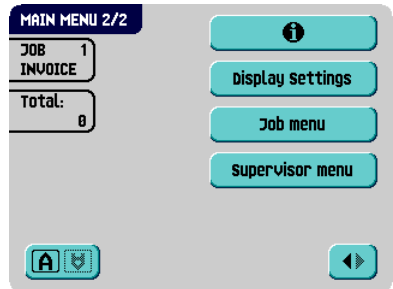 MAIN MENU 2/2
JOB 1
INVOICE
Total:
0
i
Display Settings
Job menu
Supervisor menu
A